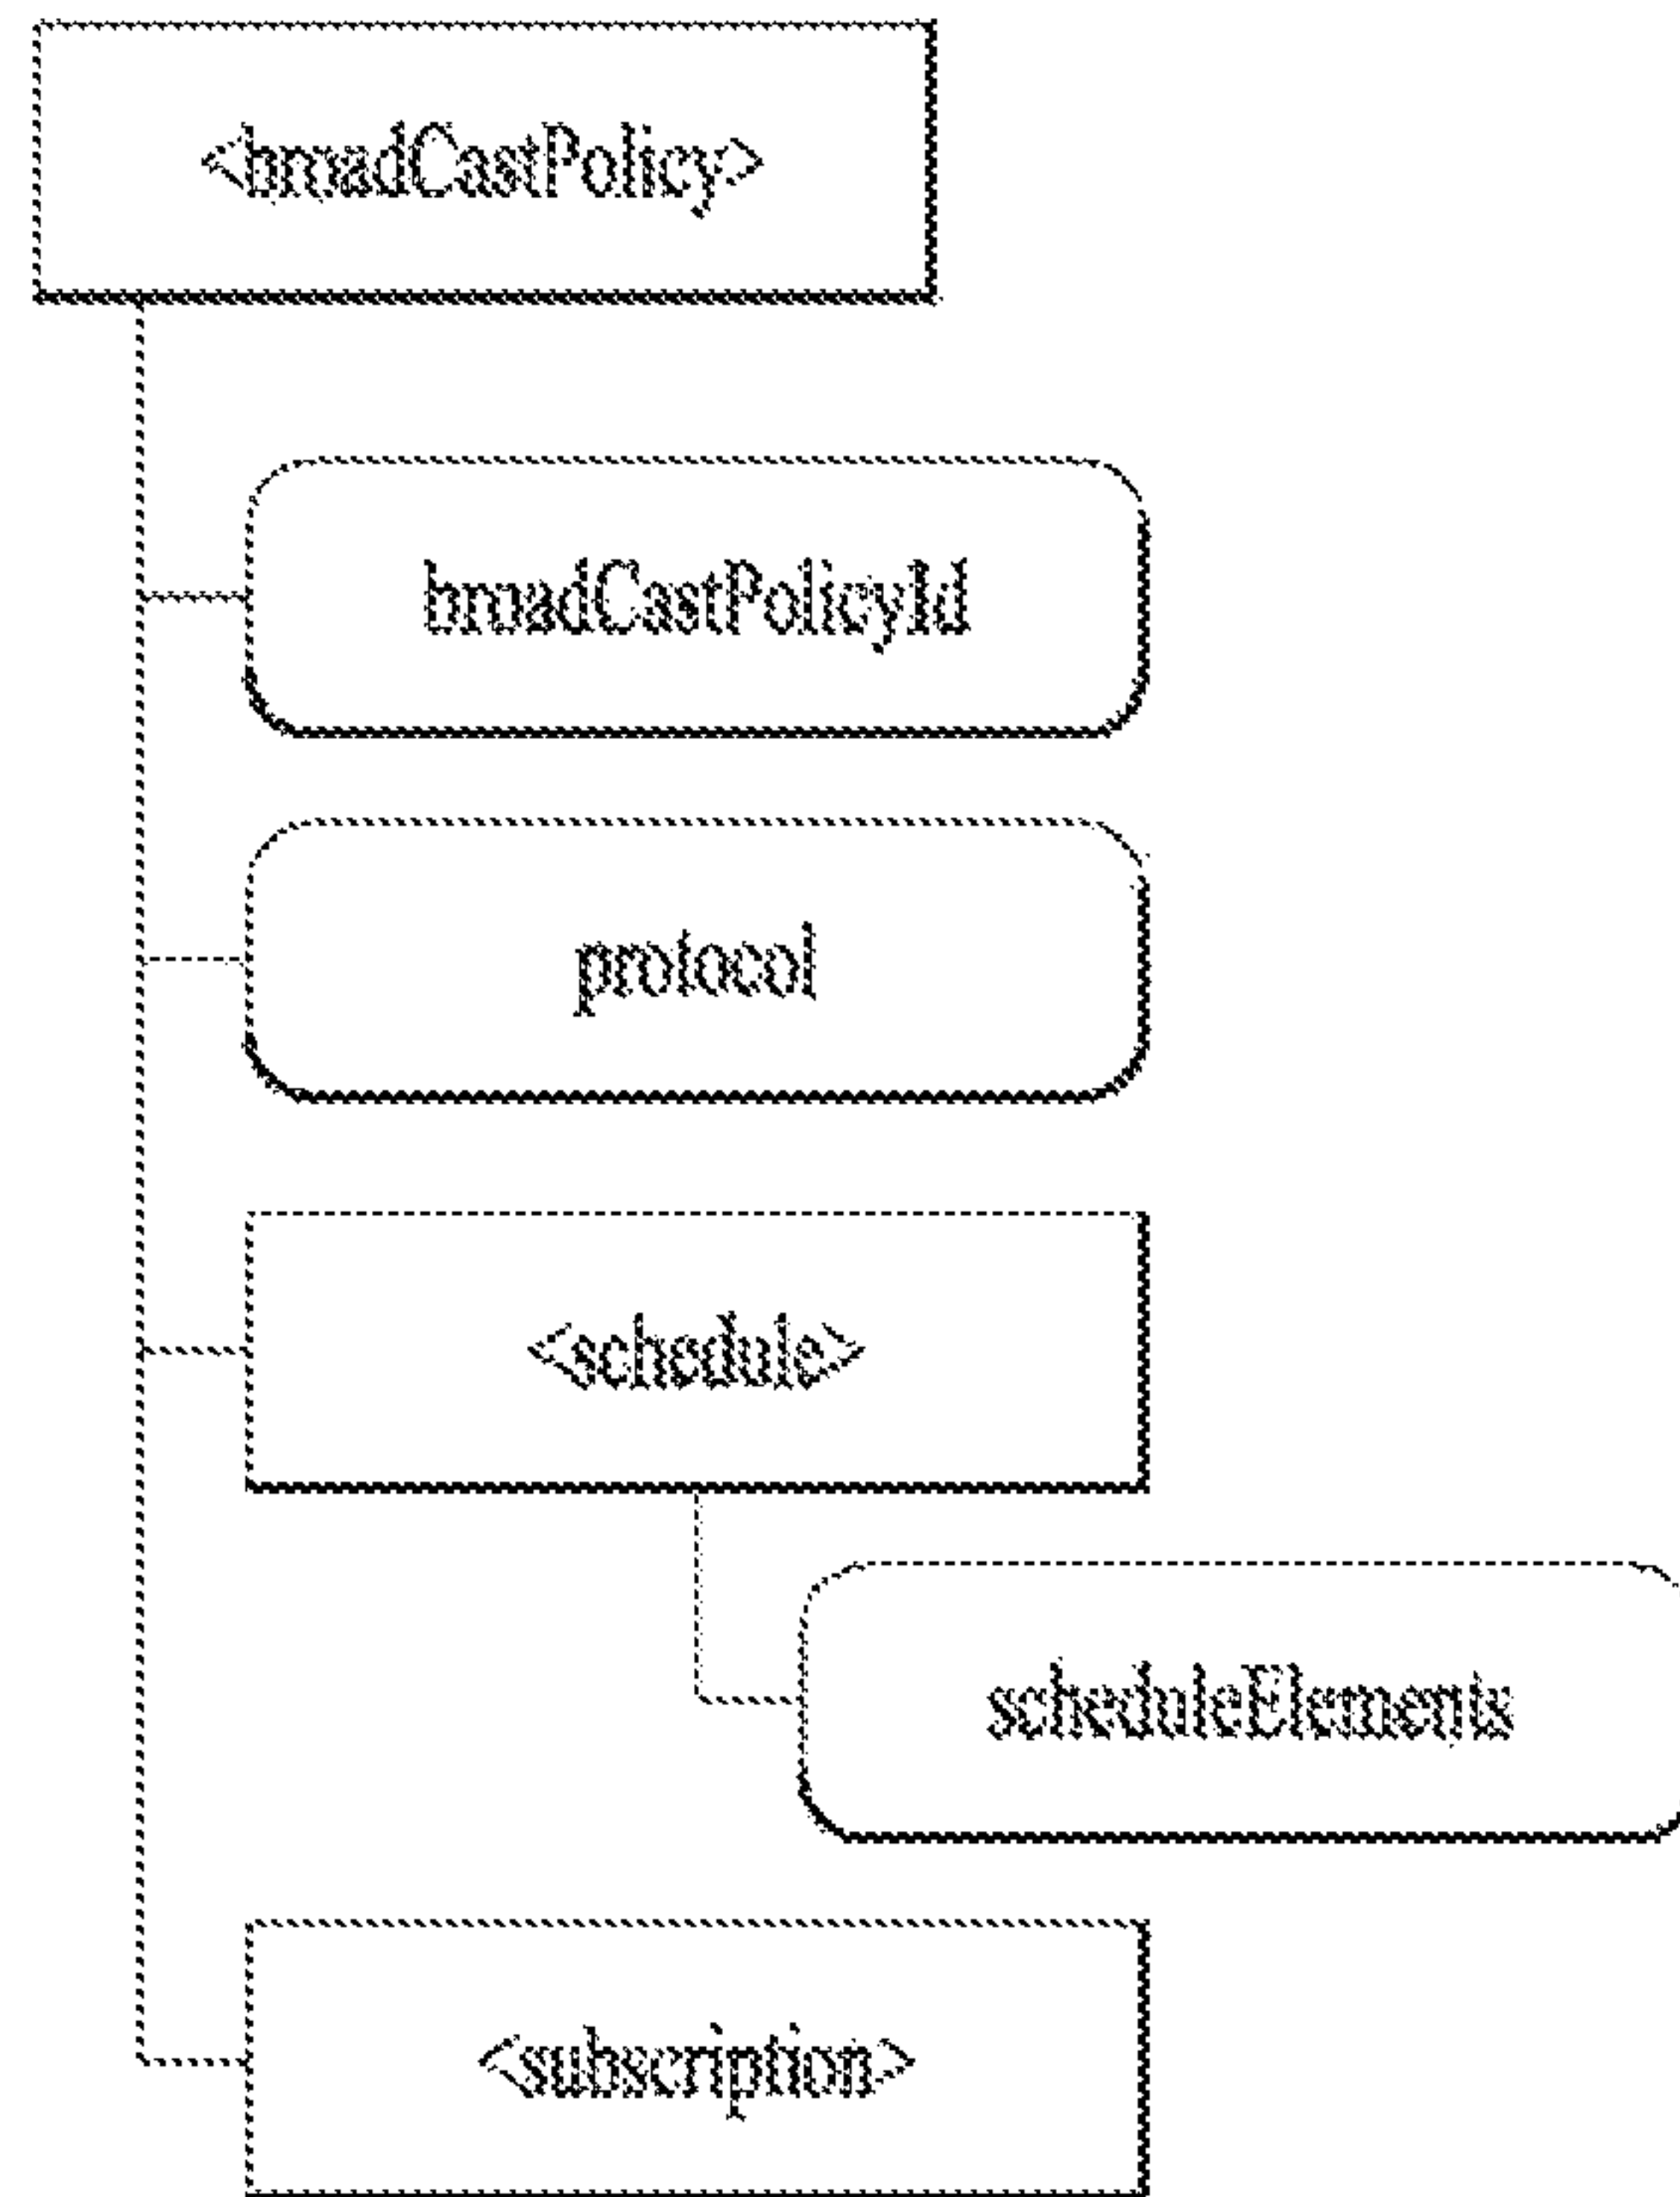 <broadCastPolicy>
broadCastPolicyId
protocol
<schedule>
scheduleElements
<subscription>